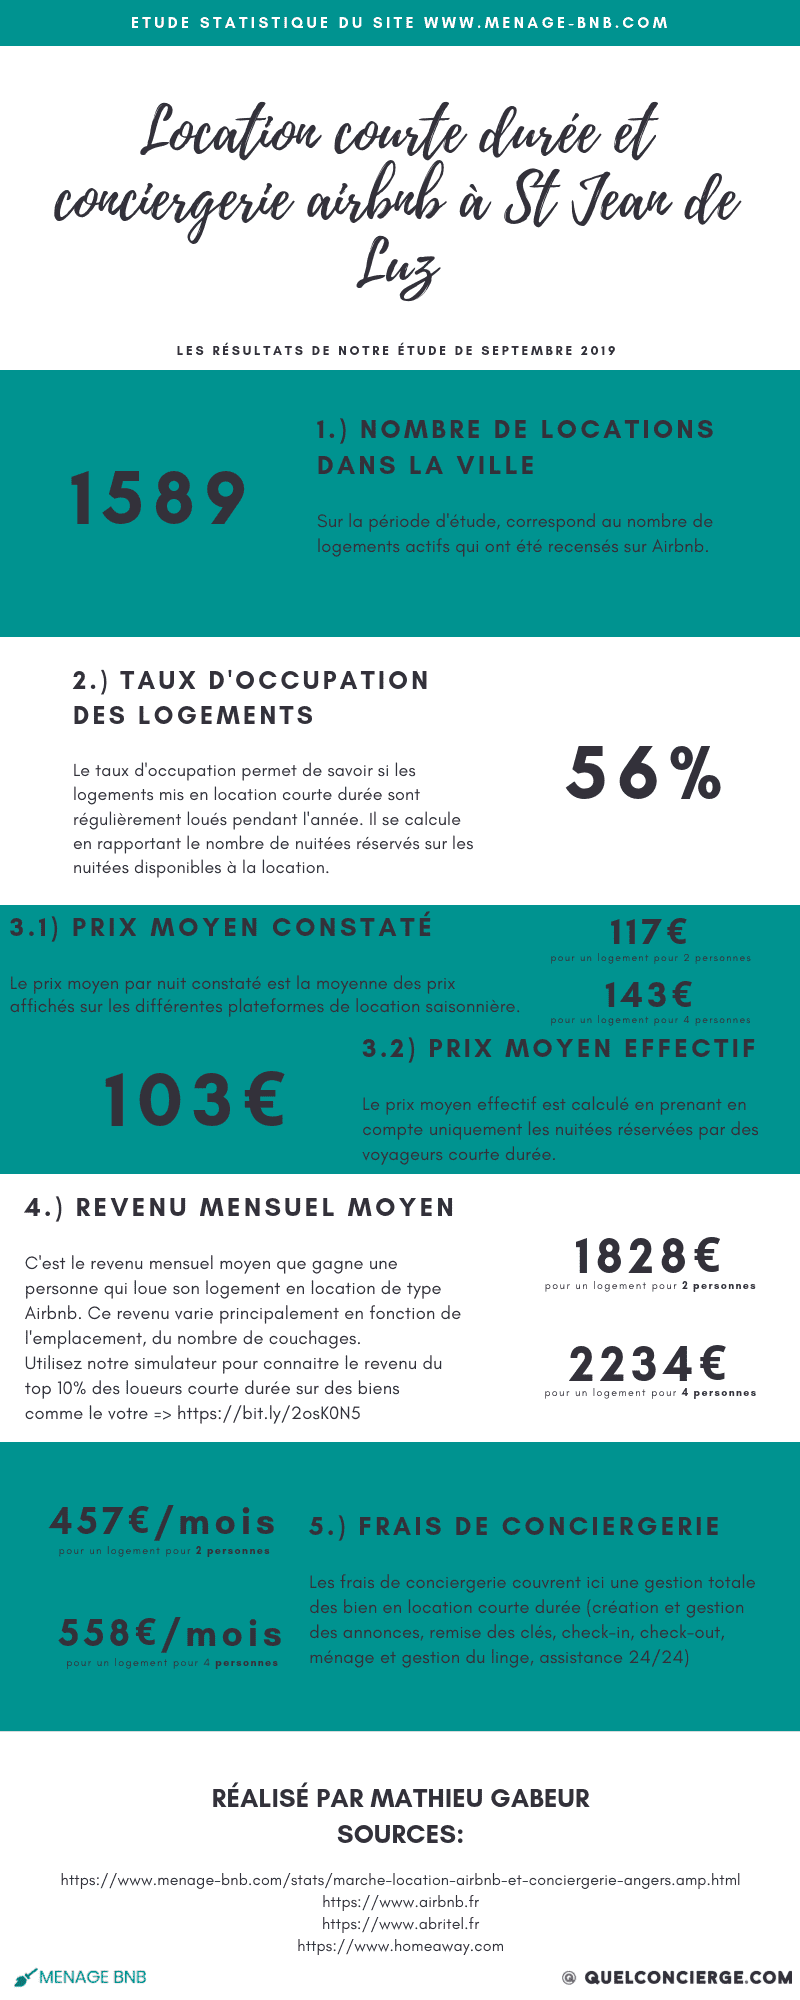 ETUDE STATISTIQUE DU SITE WWW.MENAGE-BNB.COM
Location courte durée et
conciergerie airbnb à St Jean de
Luz
LES RÉSULTATS DE NOTRE ÉTUDE DE SEPTEMBRE 2019
1589
1.) NOMBRE DE LOCATIONS
DANS LA VILLE
Sur la période d'étude, correspond au nombre de
logements actifs qui ont été recensés sur Airbnb.
2.) TAUX D'OCCUPATION
DES LOGEMENTS
Le taux d'occupation permet de savoir si les
logements mis en location courte durée sont
régulièrement loués pendant l'année. Il se calcule
en rapportant le nombre de nuitées réservés sur les
nuitées disponibles à la location.
56%
3.1) PRIX MOYEN CONSTATÉ
Le prix moyen par nuit constaté est la moyenne des prix
affichés sur les différentes plateformes de location saisonnière.
117€
pour un logement pour 2 personnes
143€
pour un logement pour 4 personnes
103€
3.2) PRIX MOYEN EFFECTIF
Le prix moyen effectif est calculé en prenant en
compte uniquement les nuitées réservées par des
voyageurs courte durée.
4.) REVENU MENSUEL MOYEN
C'est le revenu mensuel moyen que gagne une
personne qui loue son logement en location de type
Airbnb. Ce revenu varie principalement en fonction de
l'emplacement, du nombre de couchages.
Utilisez notre simulateur pour connaitre le revenu du
top 10% des loueurs courte durée sur des biens
comme le votre => https://bit.ly/2osK0N5
1828€
pour un logement pour 2 personnes
2234€
pour un logement pour 4 personnes
457€/mois
pour un logement pour 2 personnes
558€/mois
pour un logement pour 4 personnes
5.) FRAIS DE CONCIERGERIE
Les frais de conciergerie couvrent ici une gestion totale
des bien en location courte durée (création et gestion
des annonces, remise des clés, check-in, check-out,
ménage et gestion du linge, assistance 24/24)
RÉALISÉ PAR MATHIEU GABEUR
SOURCES:
https://www.menage-bnb.com/stats/marche-location-airbnb-et-conciergerie-angers.amp.html
https://www.airbnb.fr
https://www.abritel.fr
https://www.homeaway.com
MENAGE BNB
@ QUELCONCIERGE.COM